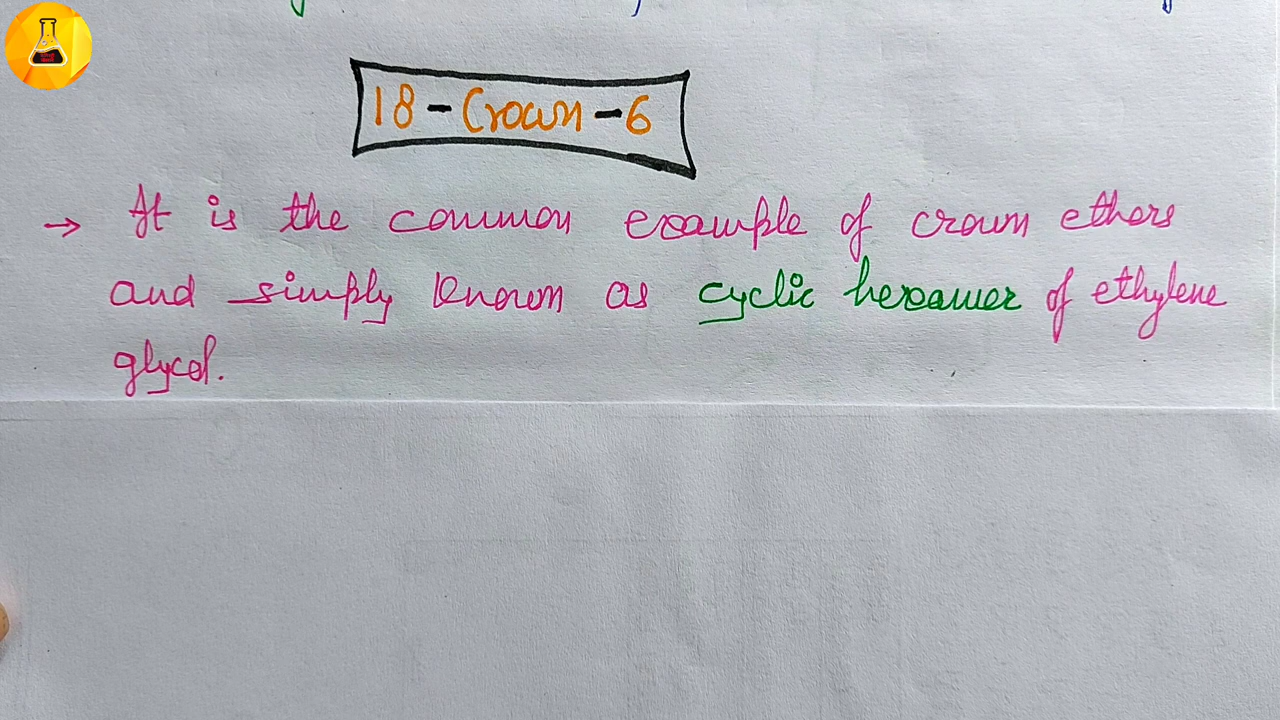 18-Crown-6
→ It is the common example of crown ethers
and simply known as cyclic hexamer of ethylene
glycol.